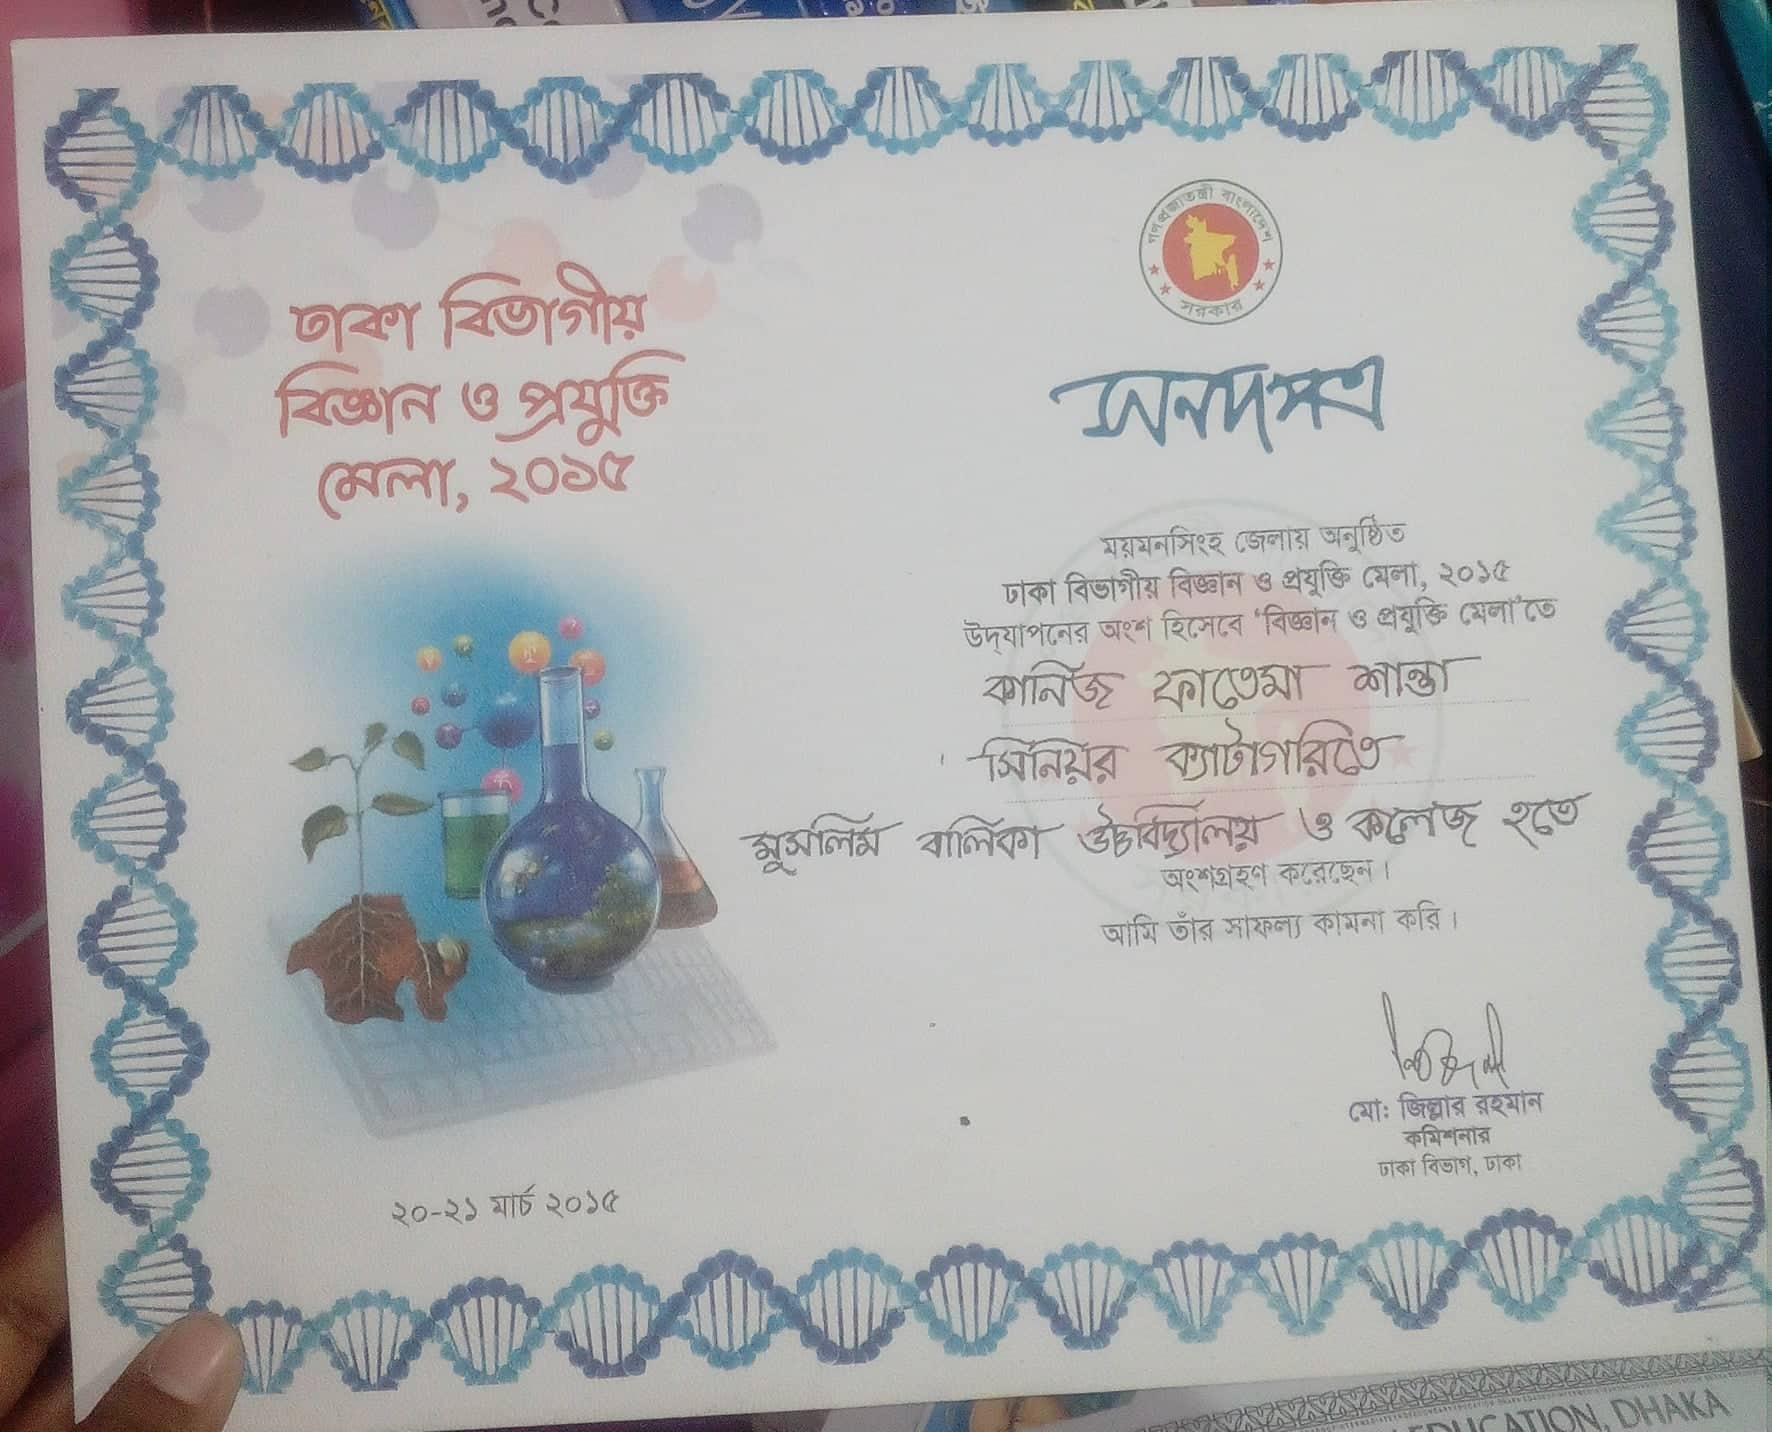 ঢাকা বিভাগীয়
বিজ্ঞান ও প্রযুক্তি
মেলা, ২০১৫
গণপ্রজাতন্ত্রী বাংলাদেশ
সরকার
সনদপত্র
ময়মনসিংহ জেলায় অনুষ্ঠিত
ঢাকা বিভাগীয় বিজ্ঞান ও প্রযুক্তি মেলা, ২০১৫
উদ্‌যাপনের অংশ হিসেবে ‘বিজ্ঞান ও প্রযুক্তি মেলা’তে
কানিজ ফাতেমা শান্তা
সিনিয়র ক্যাটাগরিতে
মুসলিম বালিকা উচ্চবিদ্যালয় ও কলেজ হতে
অংশগ্রহণ করেছেন।
আমি তাঁর সাফল্য কামনা করি।
মো: জিল্লার রহমান
কমিশনার
ঢাকা বিভাগ, ঢাকা
২০-২১ মার্চ ২০১৫
EDUCATION, DHAKA